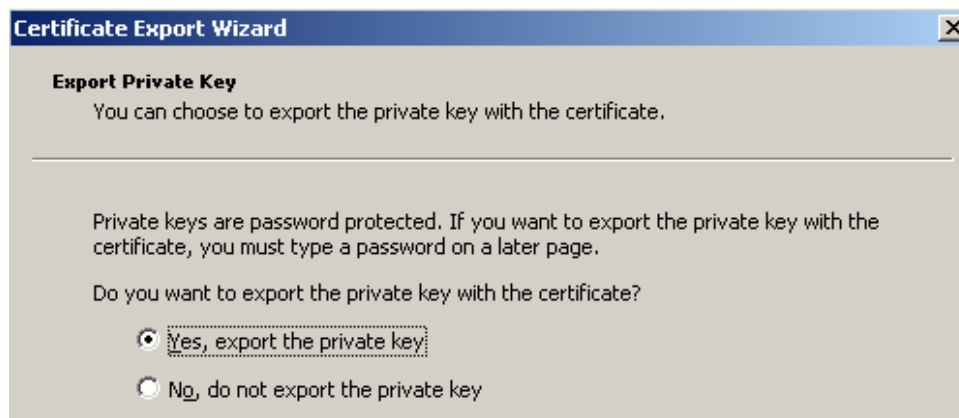 Certificate Export Wizard
Export Private Key
You can choose to export the private key with the certificate.
Private keys are password protected. If you want to export the private key with the
certificate, you must type a password on a later page.
Do you want to export the private key with the certificate?
Yes, export the private key
No, do not export the private key